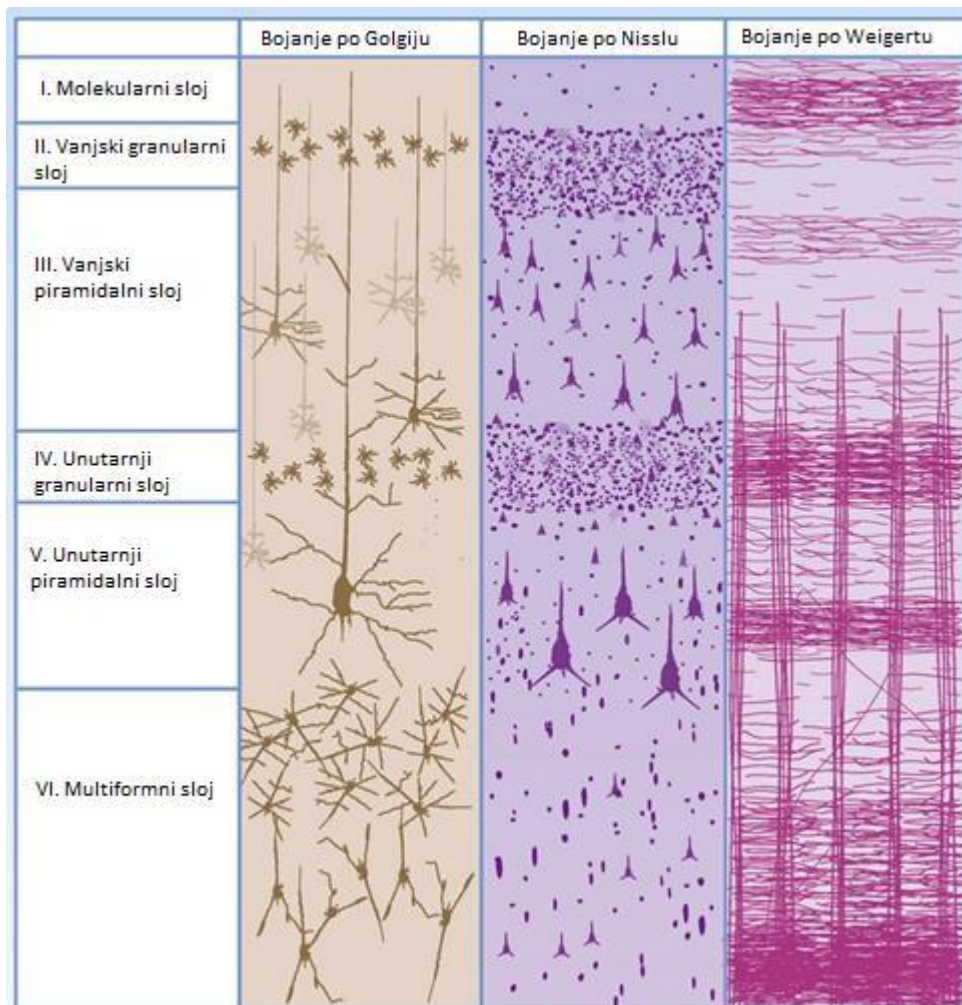 Bojanje po Golgiju
Bojanje po Nisslu
Bojanje po Weigertu
I. Molekularni sloj
II. Vanjski granularni
sloj
III. Vanjski
piramidalni sloj
IV. Unutarnji
granularni sloj
V. Unutarnji
piramidalni sloj
VI. Multiformni sloj